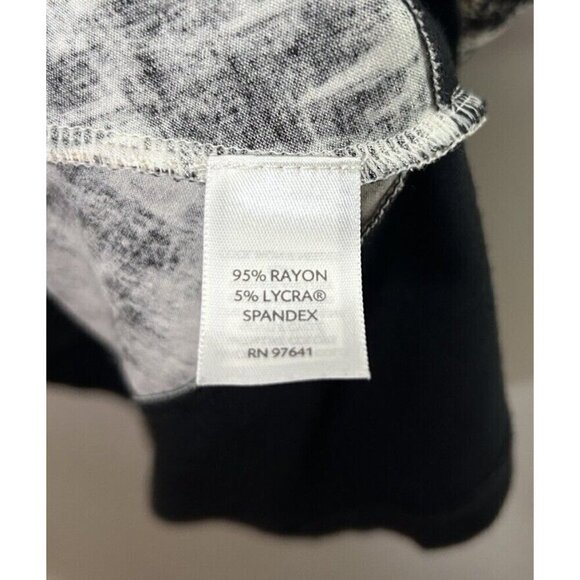 95% RAYON
5% LYCRA®
SPANDEX
RN 97641